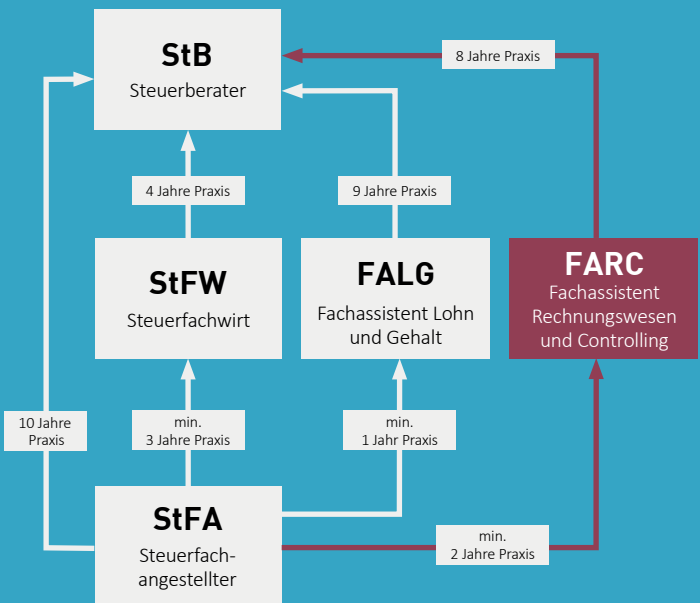 StB
Steuerberater
8 Jahre Praxis
4 Jahre Praxis
9 Jahre Praxis
StFW
Steuerfachwirt
FALG
Fachassistent Lohn
und Gehalt
FARC
Fachassistent
Rechnungswesen
und Controlling
10 Jahre
Praxis
min.
3 Jahre Praxis
min.
1 Jahr Praxis
StFA
Steuerfach-
angestellter
min.
2 Jahre Praxis